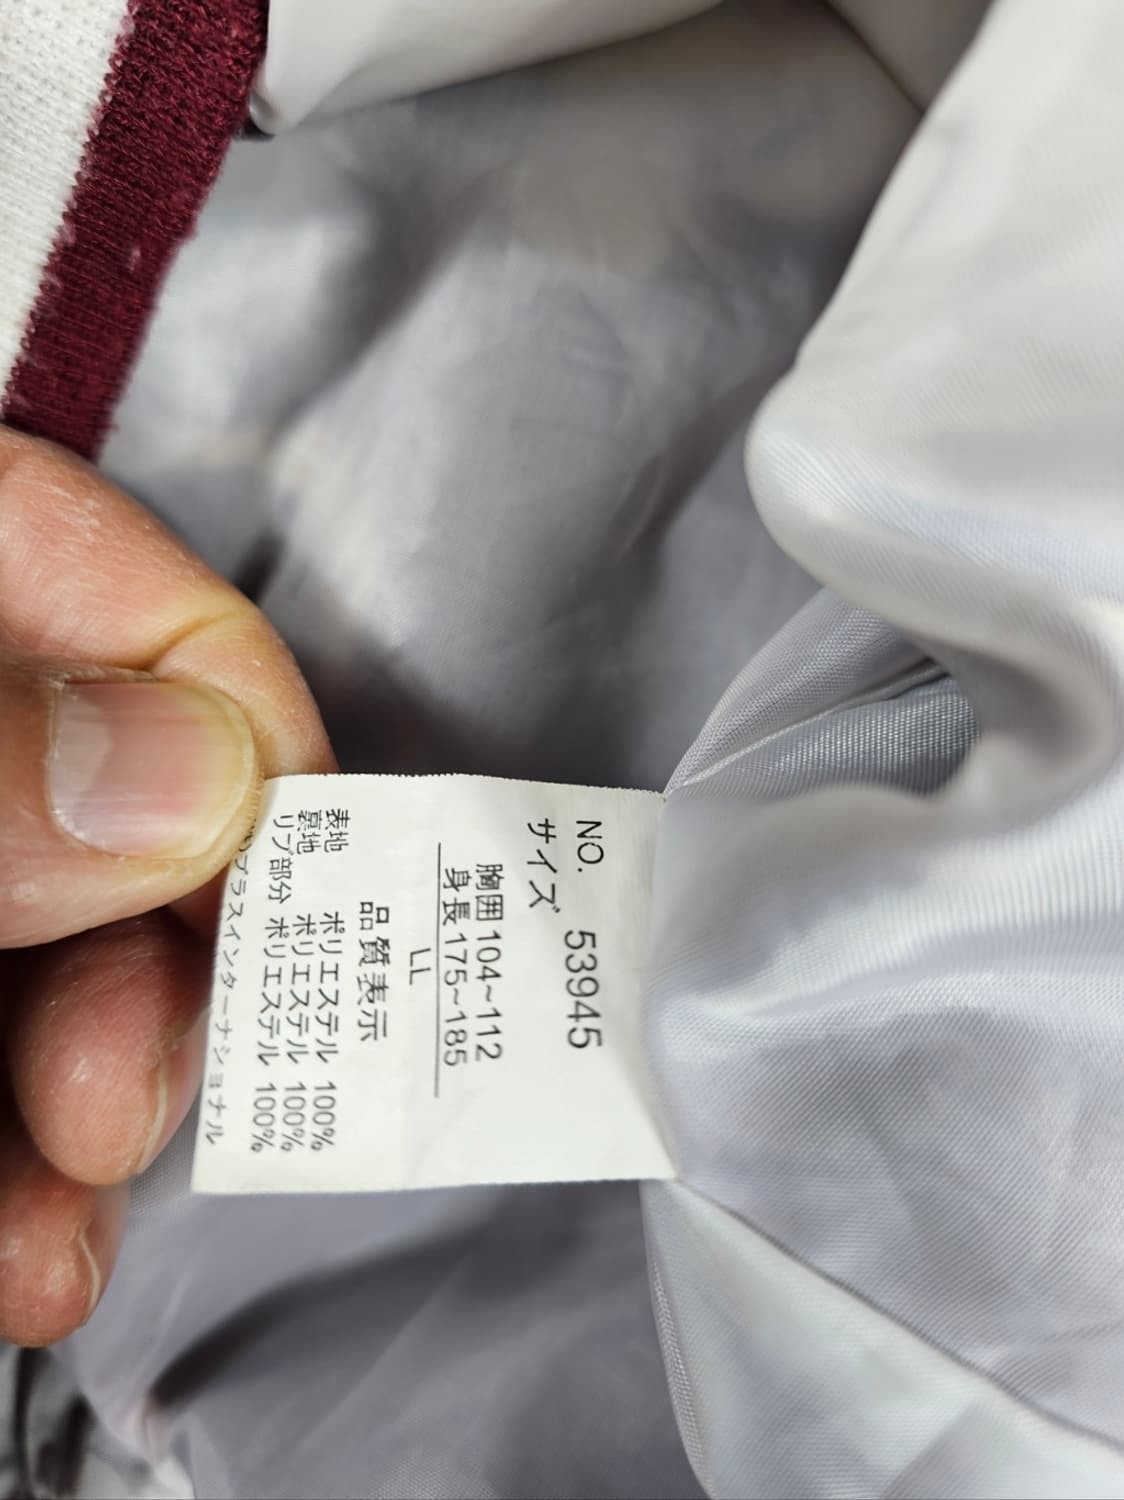 NO. 53945
サイズ
胸囲 104~112
身長 175~185
LL
品質表示
表地 ポリエステル 100%
裏地 ポリエステル 100%
リブ部分 ポリエステル 100%
プラスインターナショナル